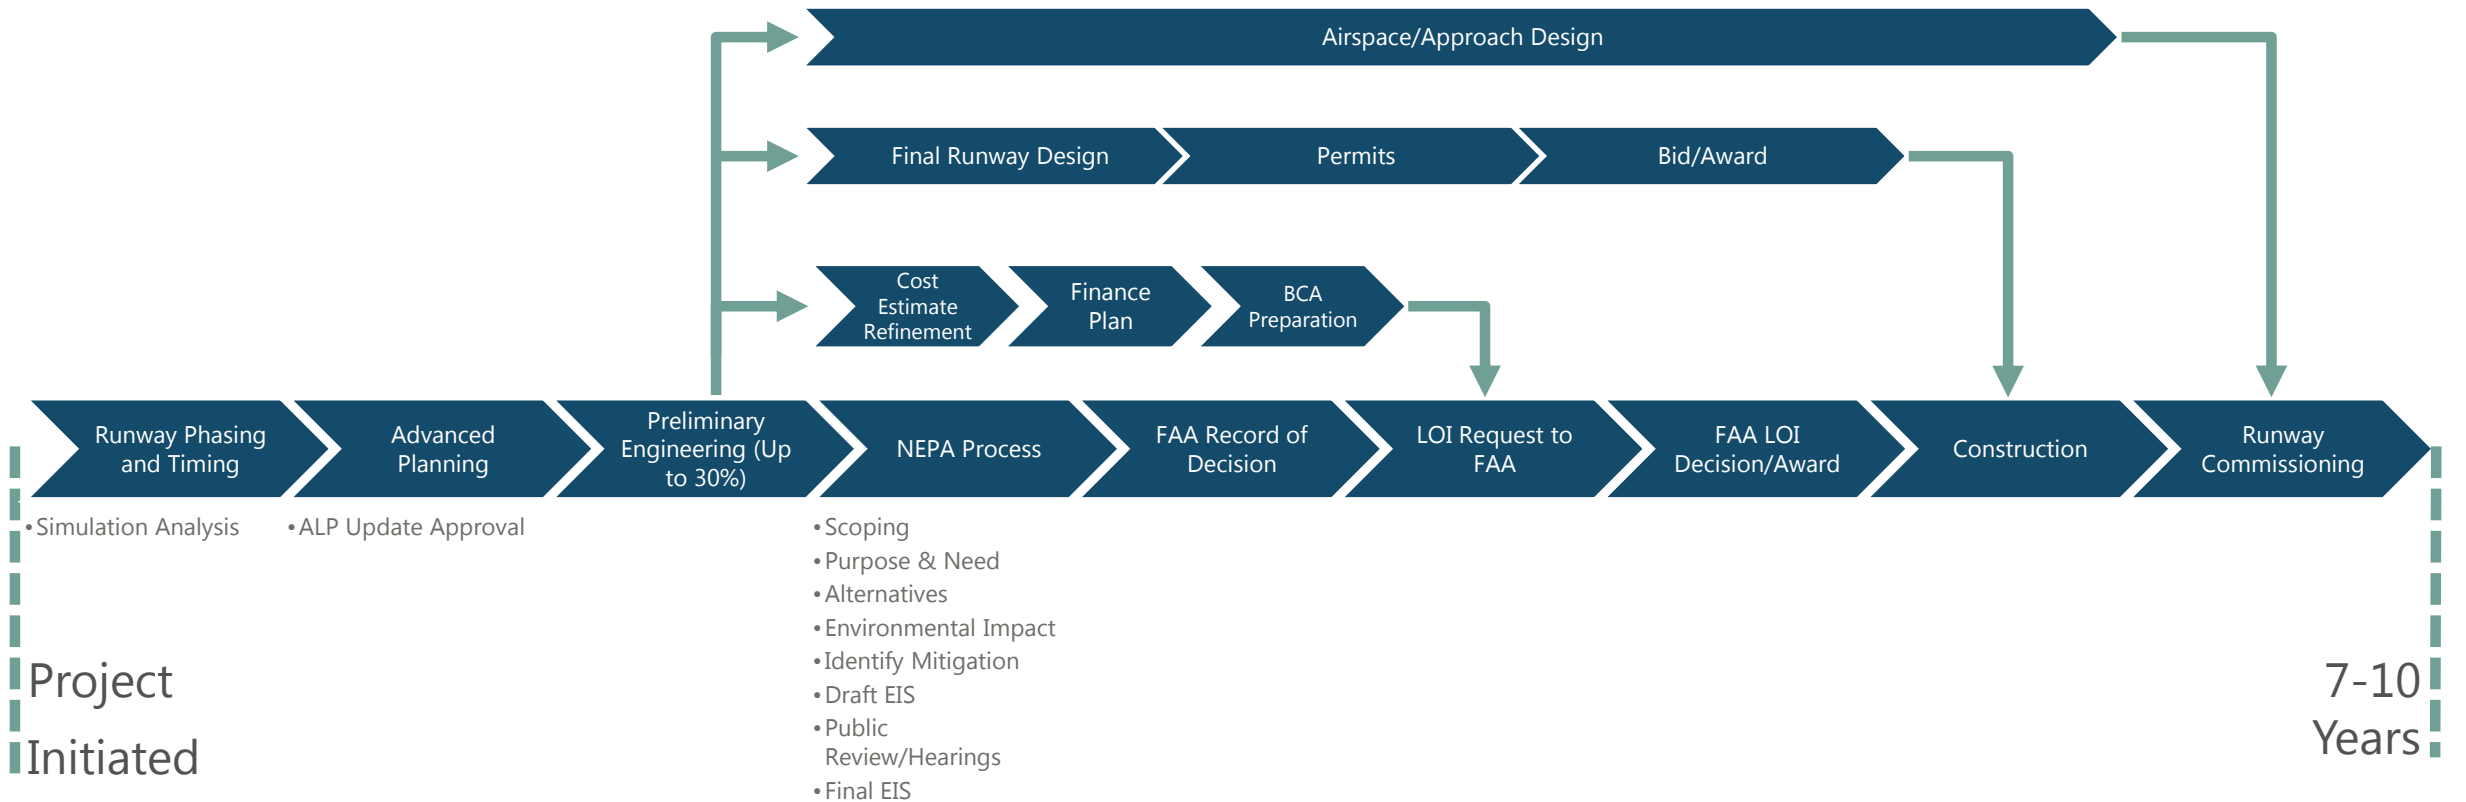 Airspace/Approach Design
Final Runway Design
Permits
Bid/Award
Cost
Estimate
Refinement
Finance
Plan
BCA
Preparation
Runway Phasing
and Timing
Advanced
Planning
Preliminary
Engineering (Up
to 30%)
NEPA Process
FAA Record of
Decision
LOI Request to
FAA
FAA LOI
Decision/Award
Construction
Runway
Commissioning
•Simulation Analysis
•ALP Update Approval
•Scoping
•Purpose & Need
•Alternatives
•Environmental Impact
•Identify Mitigation
•Draft EIS
•Public
Review/Hearings
•Final EIS
Project
Initiated
7-10
Years